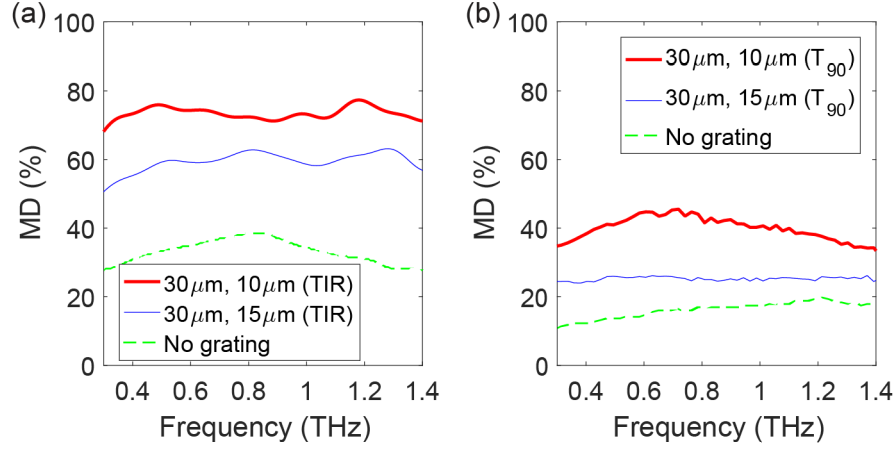 (a)
100
80
60
40
20
0
MD (%)
30μm, 10μm (TIR)
30μm, 15μm (TIR)
No grating
0.4 0.6 0.8 1 1.2 1.4
Frequency (THz)
(b)
100
80
60
40
20
0
MD (%)
30μm, 10μm (T90)
30μm, 15μm (T90)
No grating
0.4 0.6 0.8 1 1.2 1.4
Frequency (THz)